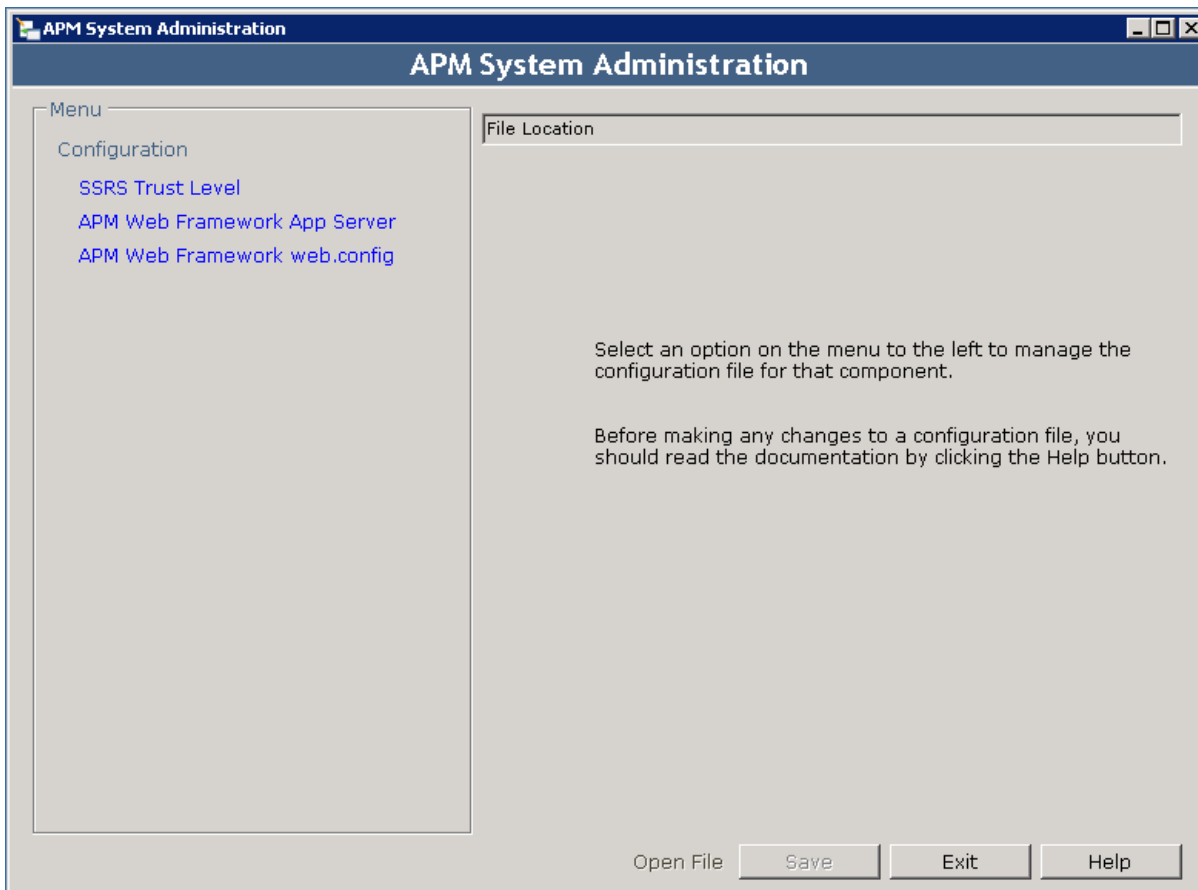 APM System Administration
APM System Administration
Menu
Configuration
SSRS Trust Level
APM Web Framework App Server
APM Web Framework web.config
File Location
Select an option on the menu to the left to manage the
configuration file for that component.
Before making any changes to a configuration file, you
should read the documentation by clicking the Help button.
Open File Save Exit Help